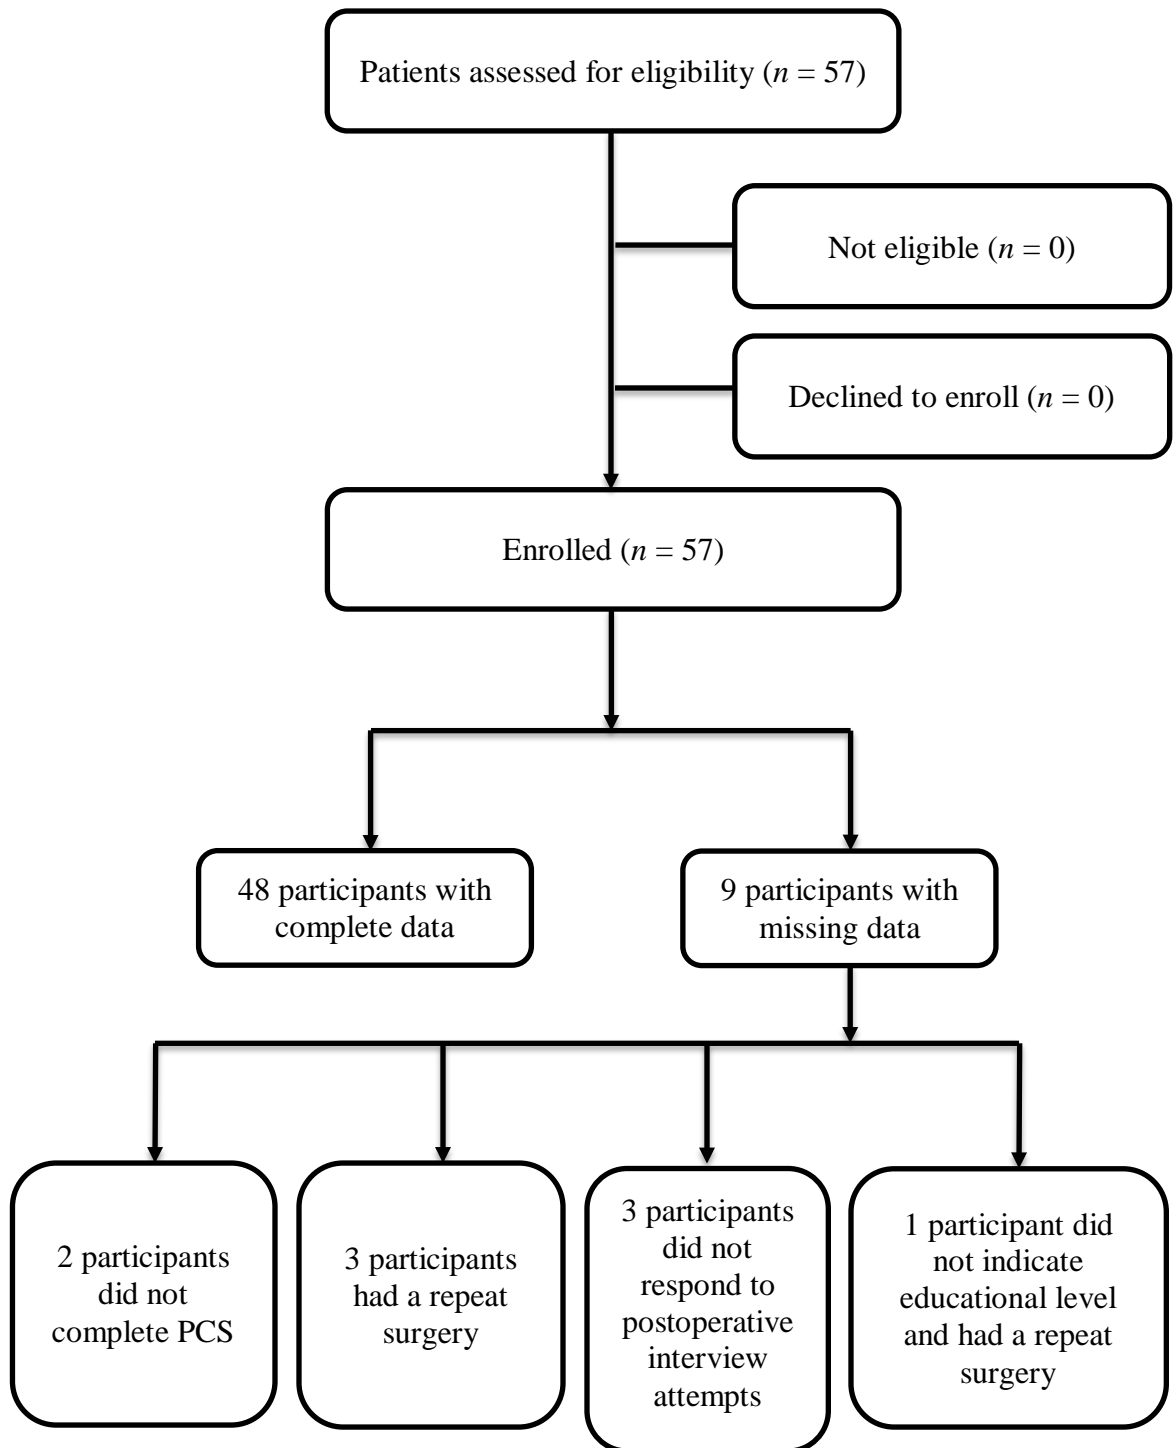 Patients assessed for eligibility (n = 57)
Not eligible (n = 0)
Declined to enroll (n = 0)
Enrolled (n = 57)
48 participants with
complete data
9 participants with
missing data
2 participants
did not
complete PCS
3 participants
had a repeat
surgery
3 participants
did not
respond to
postoperative
interview
attempts
1 participant did
not indicate
educational level
and had a repeat
surgery